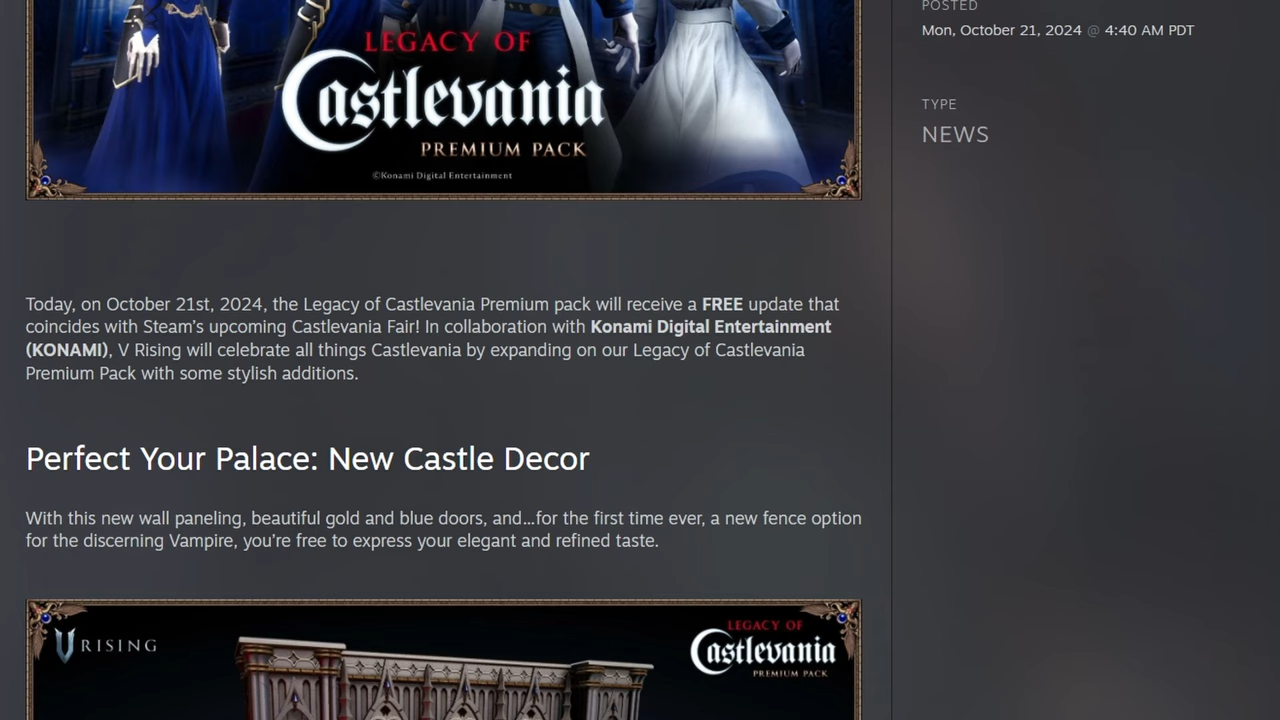 POSTED
Mon, October 21, 2024 @ 4:40 AM PDT
TYPE
NEWS
LEGACY OF
Castlevania
PREMIUM PACK
©Konami Digital Entertainment
Today, on October 21st, 2024, the Legacy of Castlevania Premium pack will receive a FREE update that
coincides with Steam’s upcoming Castlevania Fair! In collaboration with Konami Digital Entertainment
(KONAMI), V Rising will celebrate all things Castlevania by expanding on our Legacy of Castlevania
Premium Pack with some stylish additions.
Perfect Your Palace: New Castle Decor
With this new wall paneling, beautiful gold and blue doors, and...for the first time ever, a new fence option
for the discerning Vampire, you’re free to express your elegant and refined taste.
V RISING
LEGACY OF
Castlevania
PREMIUM PACK